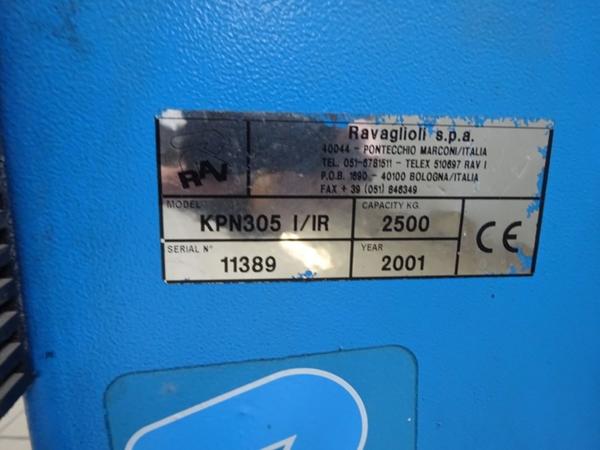 RAV
Ravaglioli s.p.a.
40044 - PONTECCHIO MARCONI/ITALIA
TEL. 051-6781511 - TELEX 510697 RAV I
P.O.B. 1690 - 40100 BOLOGNA/ITALIA
FAX + 39 (051) 846349
MODEL
KPN305 I/IR
CAPACITY KG
2500
SERIAL N°
11389
YEAR
2001
CE